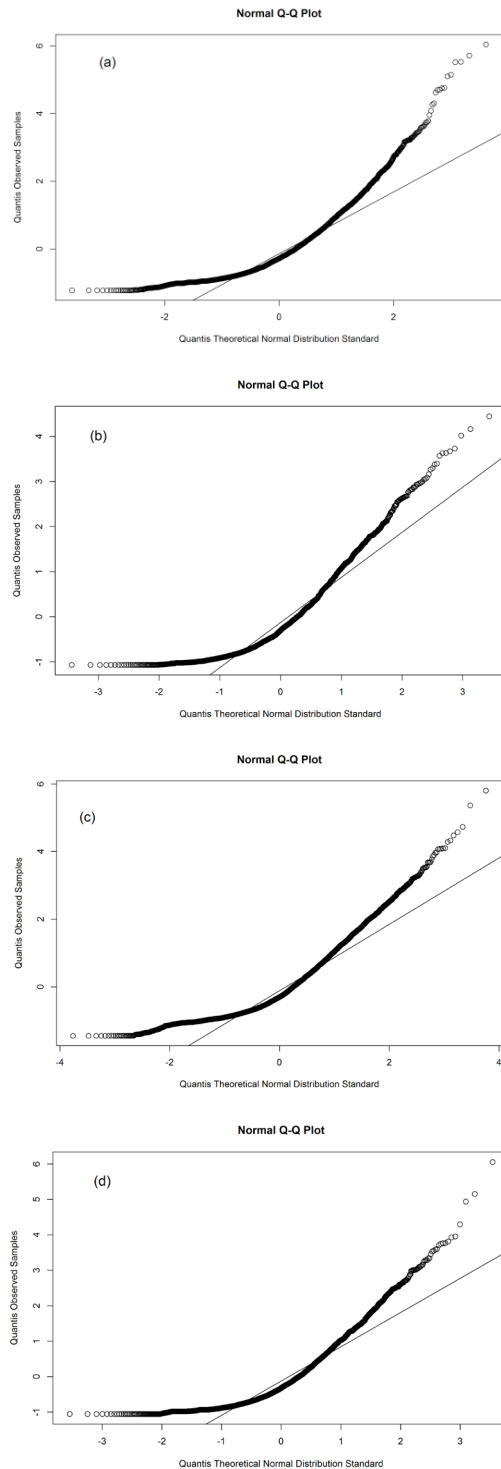 Normal Q-Q Plot
(a)
Quantis Observed Samples
6
4
2
0
-2 0 2
Quantis Theoretical Normal Distribution Standard
Normal Q-Q Plot
(b)
Quantis Observed Samples
4
3
2
1
0
-1
-3 -2 -1 0 1 2 3
Quantis Theoretical Normal Distribution Standard
Normal Q-Q Plot
(c)
Quantis Observed Samples
6
4
2
0
-4 -2 0 2 4
Quantis Theoretical Normal Distribution Standard
Normal Q-Q Plot
(d)
Quantis Observed Samples
6
5
4
3
2
1
0
-1
-3 -2 -1 0 1 2 3
Quantis Theoretical Normal Distribution Standard